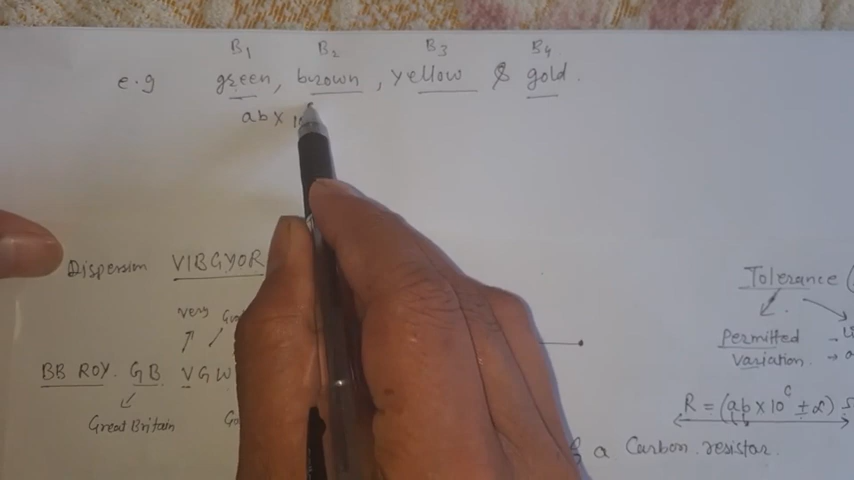 B1 B2 B3 B4
e.g green, brown, yellow & gold.
ab x 10
Dispersion VIBGYOR
Tolerance (
very
Permitted
variation.
BB ROY. GB VGW
Great Britain
R = (ab x 10^c ± α)
a Carbon resistor.